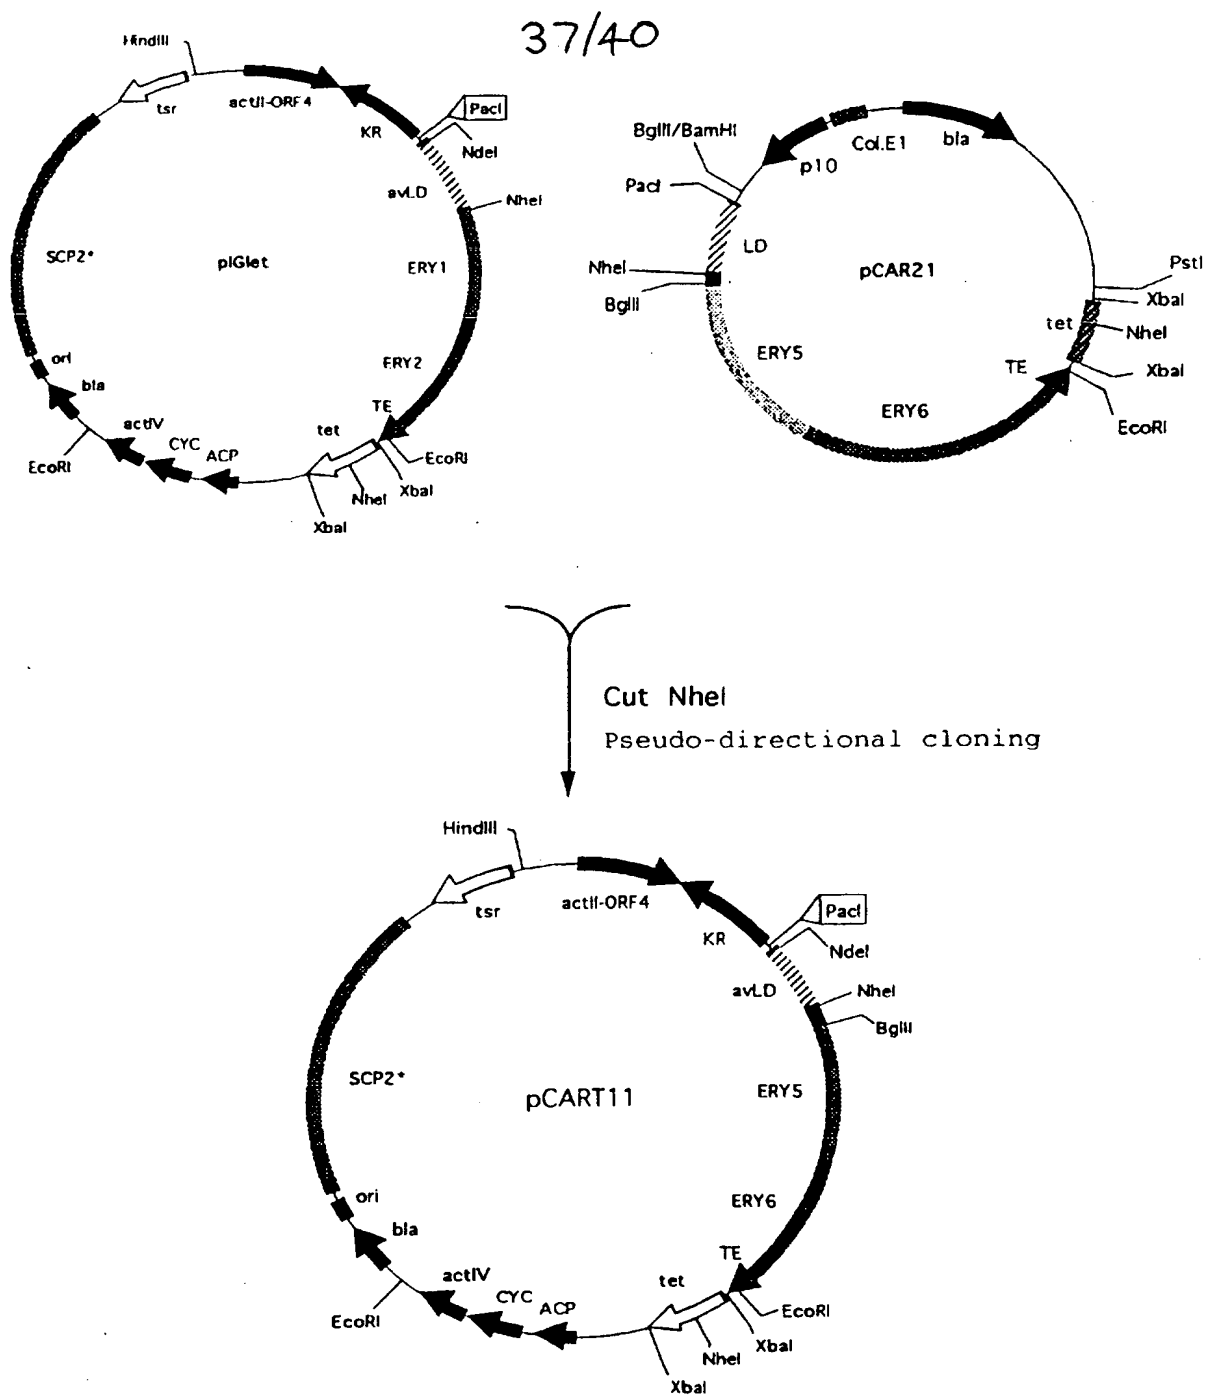 37/40
HindIII
tsr
actII-ORF4
KR
PacI
NdeI
avLD
NheI
SCP2*
pIGlet
ERY1
ERY2
TE
tet
ori
bla
actIV
CYC
ACP
EcoRI
EcoRI
NheI
XbaI
XbaI
BglII/BamHI
p10
Col.E1
bla
PacI
LD
pCAR21
NheI
BglII
PstI
XbaI
tet
NheI
ERY5
TE
XbaI
ERY6
EcoRI
Cut NheI
Pseudo-directional cloning
HindIII
tsr
actII-ORF4
KR
PacI
NdeI
avLD
NheI
BglII
SCP2*
pCART11
ERY5
ERY6
ori
bla
TE
actIV
tet
CYC
ACP
EcoRI
EcoRI
XbaI
NheI
XbaI